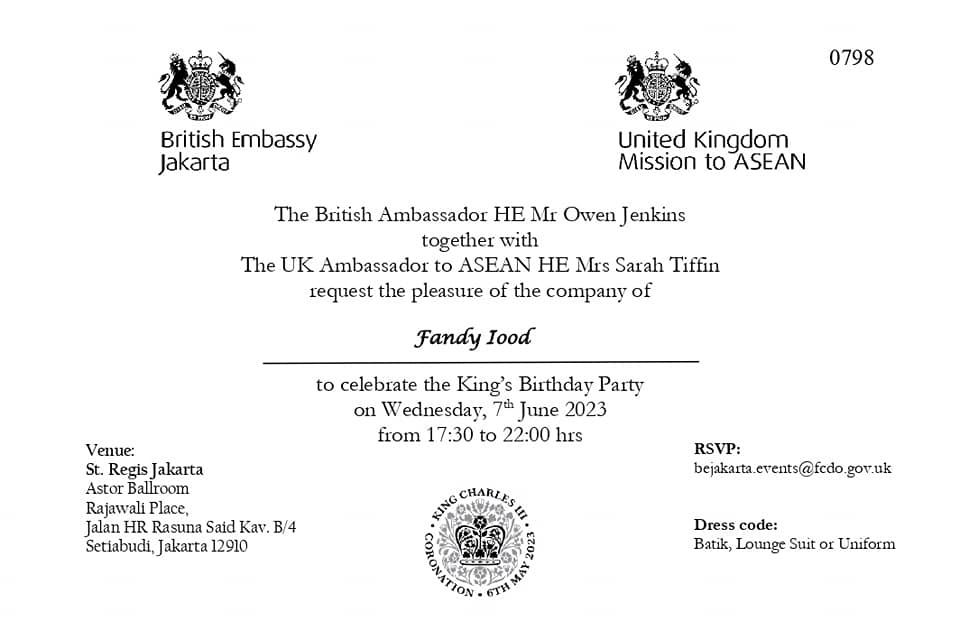 0798
British Embassy
Jakarta
United Kingdom
Mission to ASEAN
The British Ambassador HE Mr Owen Jenkins
together with
The UK Ambassador to ASEAN HE Mrs Sarah Tiffin
request the pleasure of the company of
Fandy Iood
to celebrate the King's Birthday Party
on Wednesday, 7th June 2023
from 17:30 to 22:00 hrs
Venue:
St. Regis Jakarta
Astor Ballroom
Rajawali Place,
Jalan HR Rasuna Said Kav. B/4
Setiabudi, Jakarta 12910
• KING CHARLES III •
CORONATION • 6TH MAY 2023
RSVP:
bejakarta.events@fcdo.gov.uk
Dress code:
Batik, Lounge Suit or Uniform